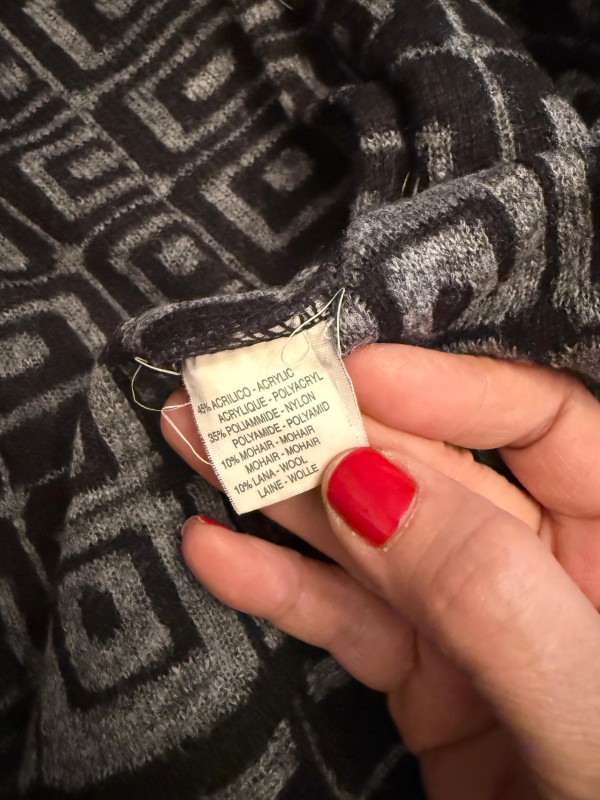 45% ACRILICO - ACRYLIC
ACRYLIQUE - POLYACRYL
35% POLIAMMIDE - NYLON
POLYAMIDE - POLYAMID
10% MOHAIR - MOHAIR
MOHAIR - MOHAIR
10% LANA - WOOL
LAINE - WOLLE